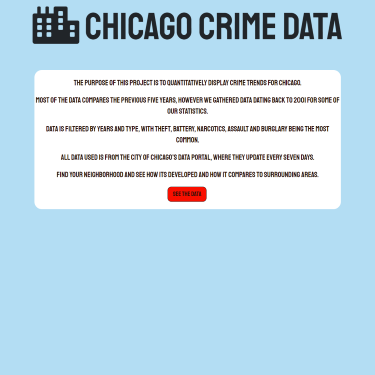 CHICAGO CRIME DATA
THE PURPOSE OF THIS PROJECT IS TO QUANTITATIVELY DISPLAY CRIME TRENDS FOR CHICAGO.
MOST OF THE DATA COMPARES THE PREVIOUS FIVE YEARS, HOWEVER WE GATHERED DATA DATING BACK TO 2001 FOR SOME OF
OUR STATISTICS.
DATA IS FILTERED BY YEARS AND TYPE, WITH THEFT, BATTERY, NARCOTICS, ASSAULT AND BURGLARY BEING THE MOST
COMMON.
ALL DATA USED IS FROM THE CITY OF CHICAGO'S DATA PORTAL, WHERE THEY UPDATE EVERY SEVEN DAYS.
FIND YOUR NEIGHBORHOOD AND SEE HOW ITS DEVELOPED AND HOW IT COMPARES TO SURROUNDING AREAS.
SEE THE DATA